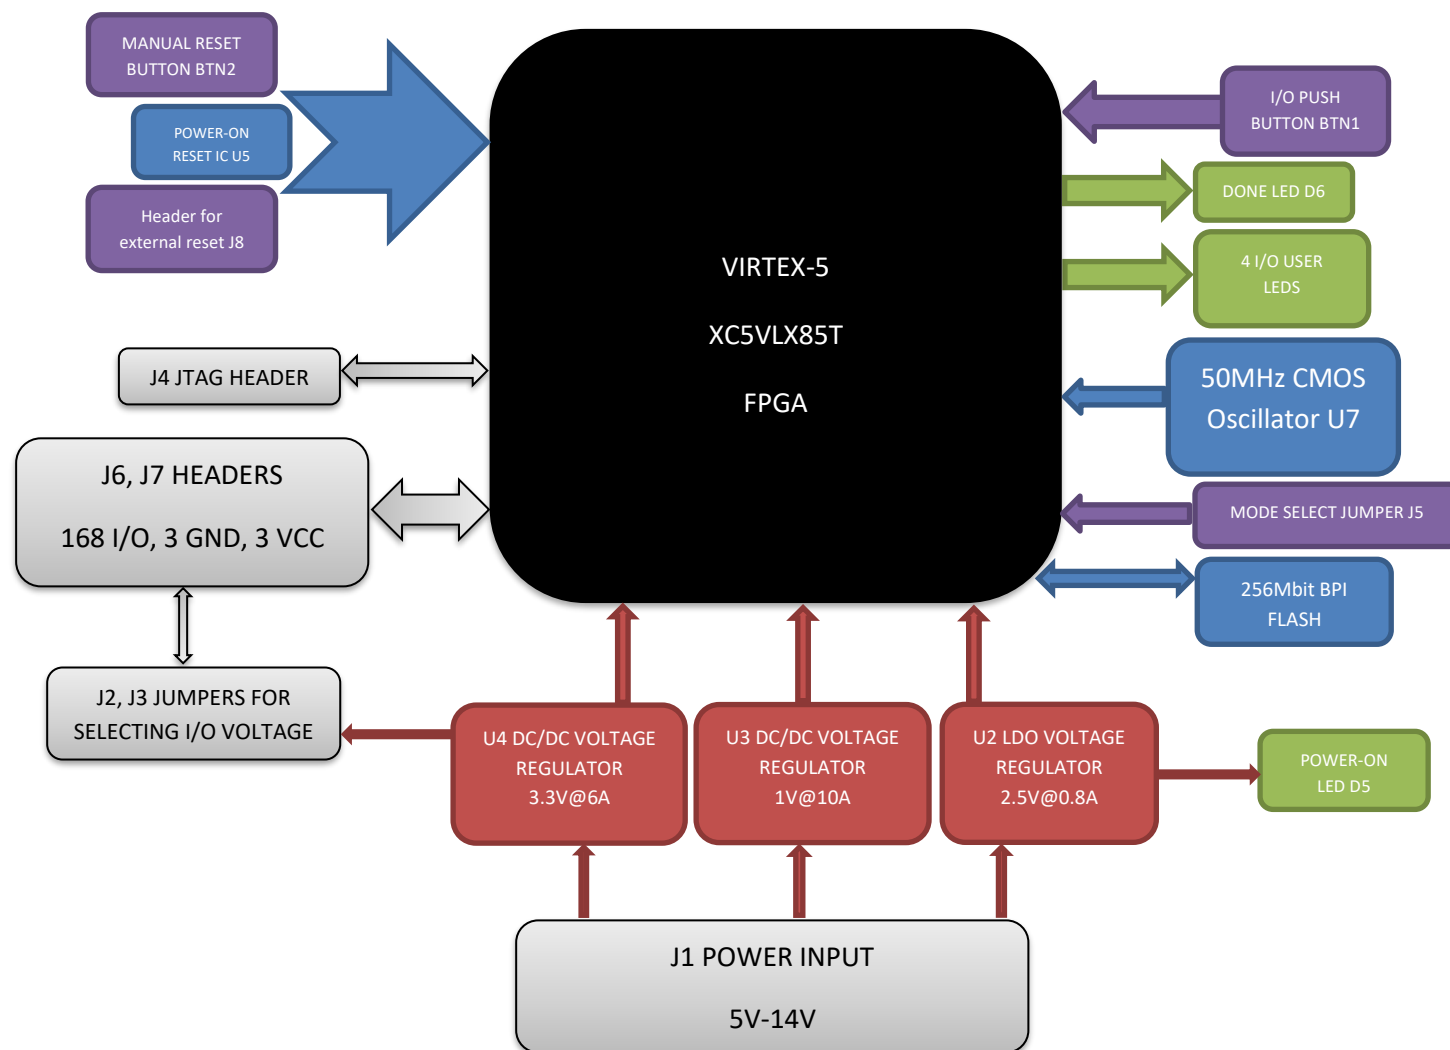 MANUAL RESET
BUTTON BTN2
POWER-ON
RESET IC U5
Header for
external reset J8
J4 JTAG HEADER
J6, J7 HEADERS
168 I/O, 3 GND, 3 VCC
J2, J3 JUMPERS FOR
SELECTING I/O VOLTAGE
VIRTEX-5
XC5VLX85T
FPGA
I/O PUSH
BUTTON BTN1
DONE LED D6
4 I/O USER
LEDS
50MHz CMOS
Oscillator U7
MODE SELECT JUMPER J5
256Mbit BPI
FLASH
U4 DC/DC VOLTAGE
REGULATOR
3.3V@6A
U3 DC/DC VOLTAGE
REGULATOR
1V@10A
U2 LDO VOLTAGE
REGULATOR
2.5V@0.8A
POWER-ON
LED D5
J1 POWER INPUT
5V-14V